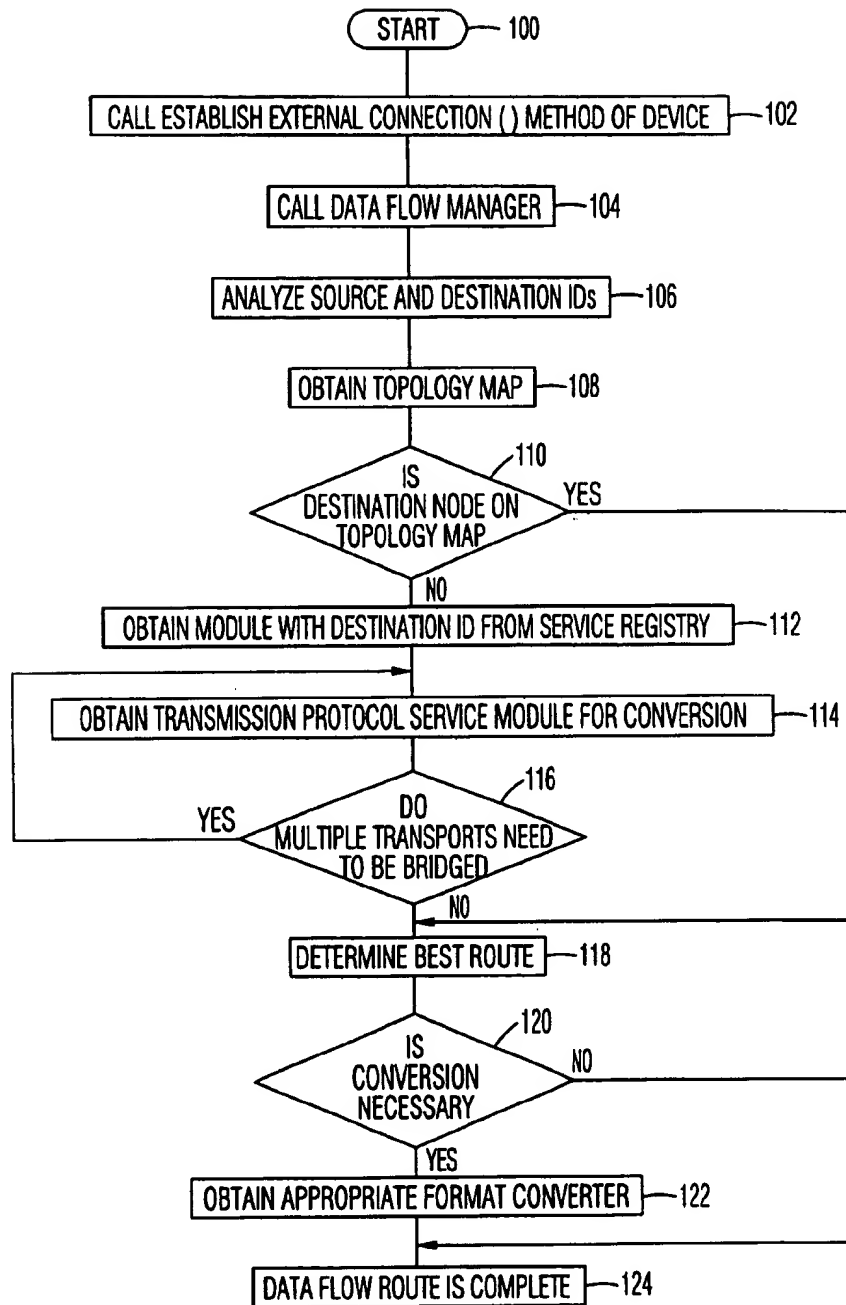 START 100
CALL ESTABLISH EXTERNAL CONNECTION ( ) METHOD OF DEVICE 102
CALL DATA FLOW MANAGER 104
ANALYZE SOURCE AND DESTINATION IDs 106
OBTAIN TOPOLOGY MAP 108
110
IS
DESTINATION NODE ON
TOPOLOGY MAP
YES
NO
OBTAIN MODULE WITH DESTINATION ID FROM SERVICE REGISTRY 112
OBTAIN TRANSMISSION PROTOCOL SERVICE MODULE FOR CONVERSION 114
116
YES
DO
MULTIPLE TRANSPORTS NEED
TO BE BRIDGED
NO
DETERMINE BEST ROUTE 118
120
IS
CONVERSION
NECESSARY
NO
YES
OBTAIN APPROPRIATE FORMAT CONVERTER 122
DATA FLOW ROUTE IS COMPLETE 124